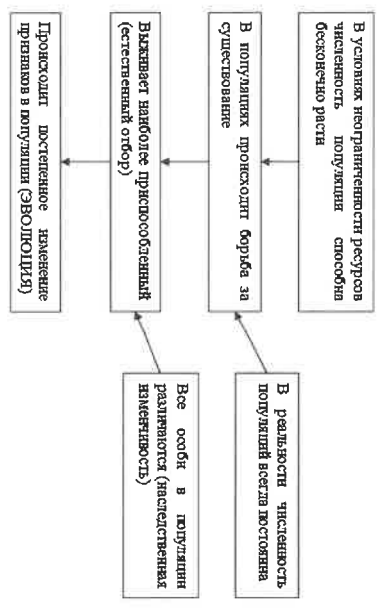 В условиях неограниченности ресурсов
численность популяции способна
бесконечно расти
В реальности численность
популяций всегда постоянна
В популяциях происходит борьба за
существование
Все особи в популяции
различаются (наследственная
изменчивость)
Выживает наиболее приспособленный
(естественный отбор)
Происходит постепенное изменение
признаков в популяции (ЭВОЛЮЦИЯ)